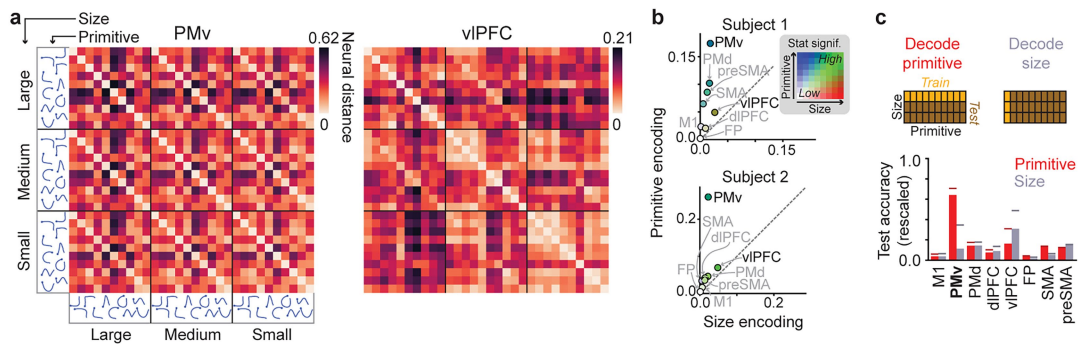 a
Size
Primitive
PMv
0.62
0
Neural distance
vlPFC
0.21
0
Large
Medium
Small
Large
Medium
Small
b
Subject 1
PMv
PMd
preSMA
SMA
vlPFC
dlPFC
M1
FP
0.15
0.0
0.0
0.15
Stat signif.
High
Low
Primitive
Size
Primitive encoding
Subject 2
PMv
SMA
dlPFC
vlPFC
FP
PMd
preSMA
M1
0.2
0.0
0.0
0.2
Size encoding
c
Decode
primitive
Decode
size
Train
Test
Size
Primitive
Primitive
Size
Test accuracy
(rescaled)
1.0
0.0
M1
PMv
PMd
dlPFC
vlPFC
FP
SMA
preSMA